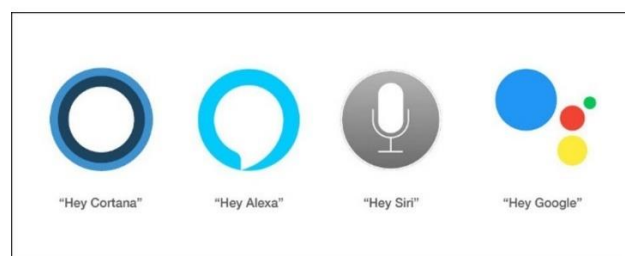 “Hey Cortana” “Hey Alexa” “Hey Siri” “Hey Google”